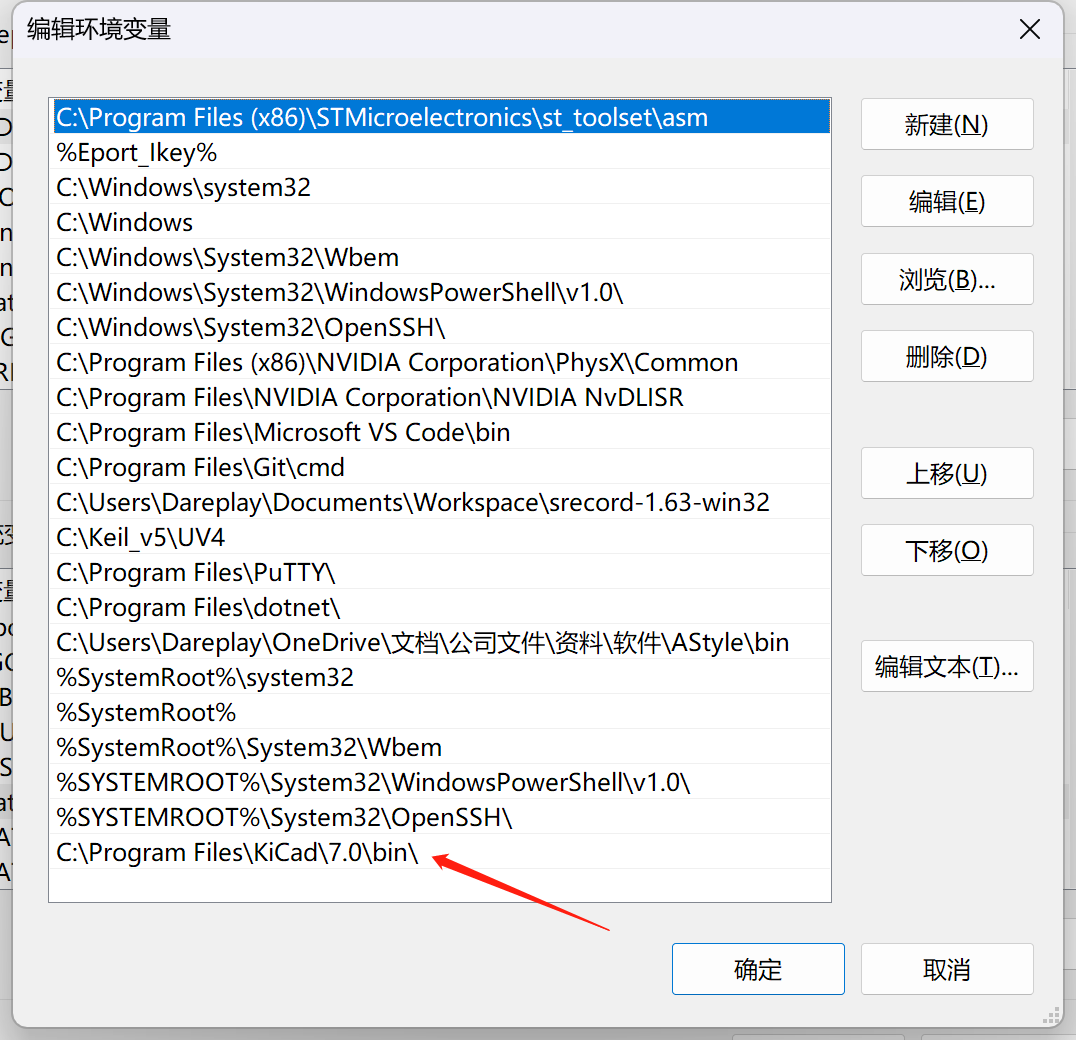 编辑环境变量
C:\Program Files (x86)\STMicroelectronics\st_toolset\asm
%Eport_Ikey%
C:\Windows\system32
C:\Windows
C:\Windows\System32\Wbem
C:\Windows\System32\WindowsPowerShell\v1.0\
C:\Windows\System32\OpenSSH\
C:\Program Files (x86)\NVIDIA Corporation\PhysX\Common
C:\Program Files\NVIDIA Corporation\NVIDIA NvDLISR
C:\Program Files\Microsoft VS Code\bin
C:\Program Files\Git\cmd
C:\Users\Dareplay\Documents\Workspace\srecord-1.63-win32
C:\Keil_v5\UV4
C:\Program Files\PuTTY\
C:\Program Files\dotnet\
C:\Users\Dareplay\OneDrive\文档\公司文件\资料\软件\AStyle\bin
%SystemRoot%\system32
%SystemRoot%
%SystemRoot%\System32\Wbem
%SYSTEMROOT%\System32\WindowsPowerShell\v1.0\
%SYSTEMROOT%\System32\OpenSSH\
C:\Program Files\KiCad\7.0\bin\
新建(N)
编辑(E)
浏览(B)...
删除(D)
上移(U)
下移(O)
编辑文本(T)...
确定
取消